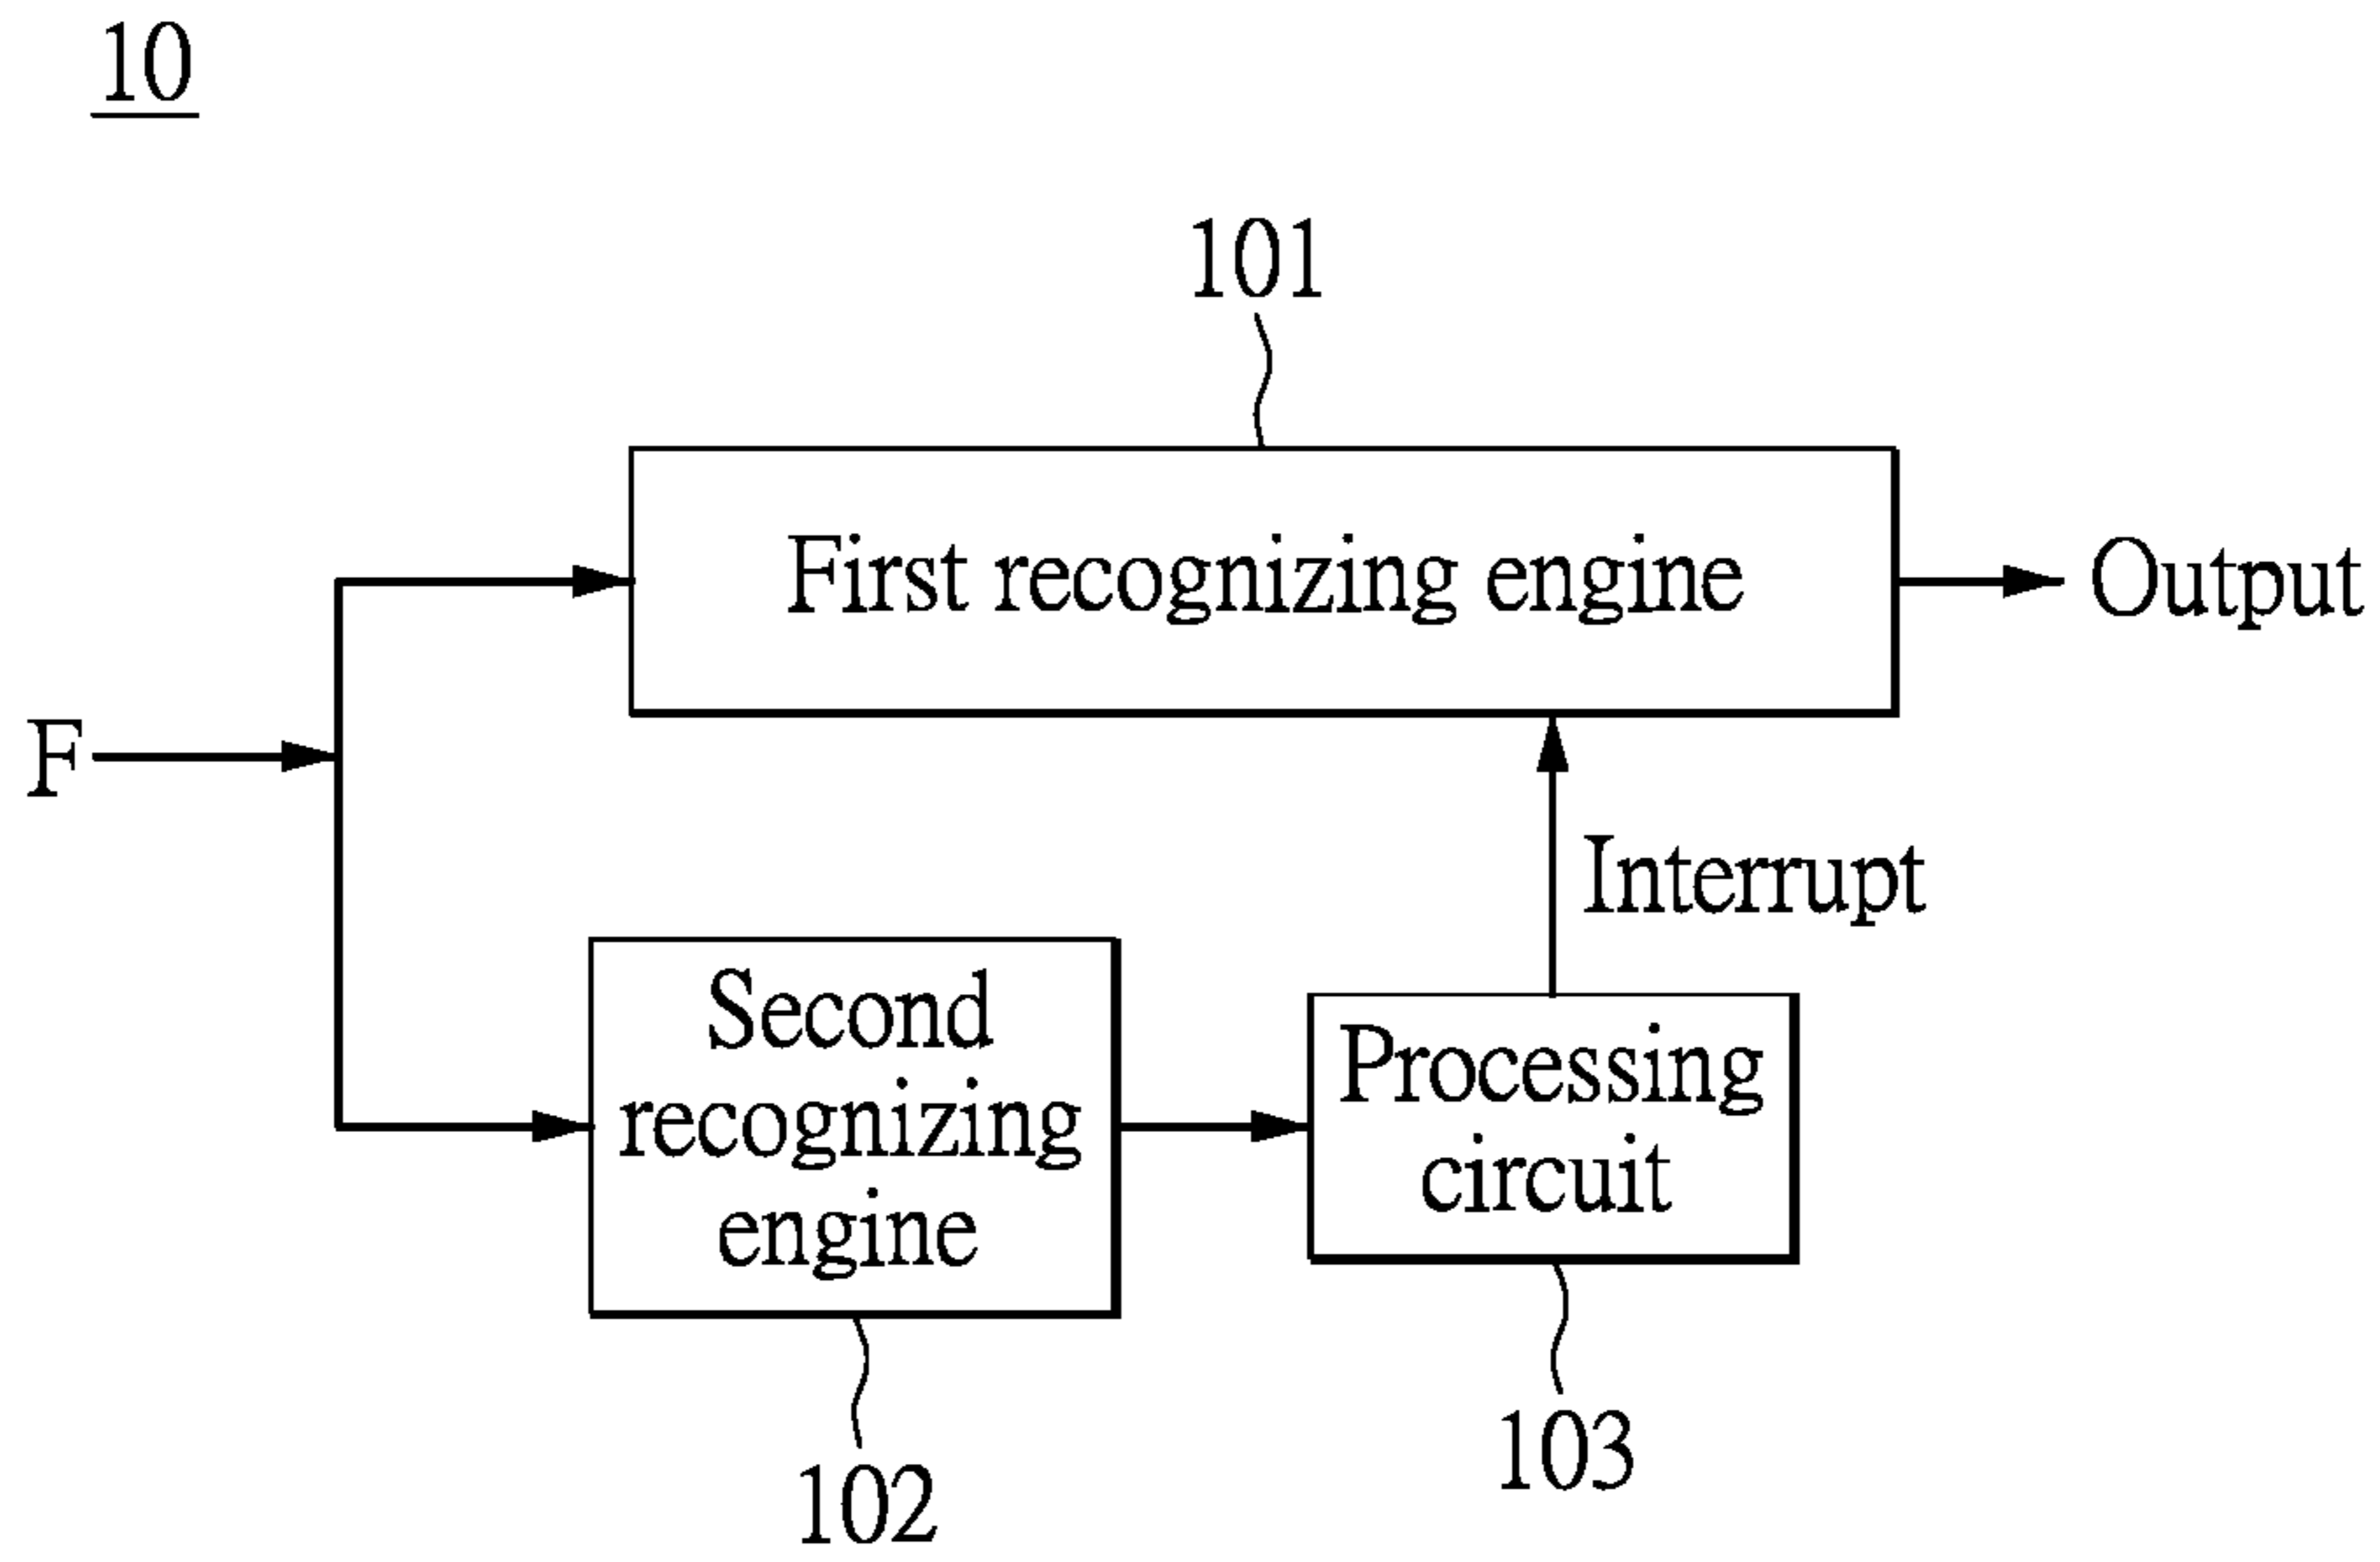 10
101
First recognizing engine
Output
F
Interrupt
Second
recognizing
engine
Processing
circuit
102
103